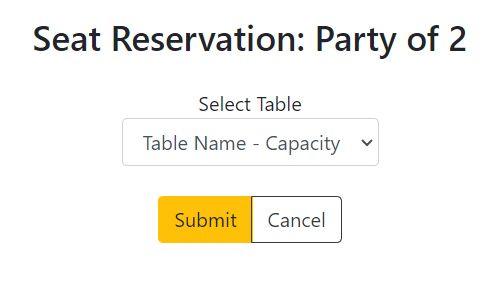 Seat Reservation: Party of 2
Select Table
Table Name - Capacity
Submit Cancel